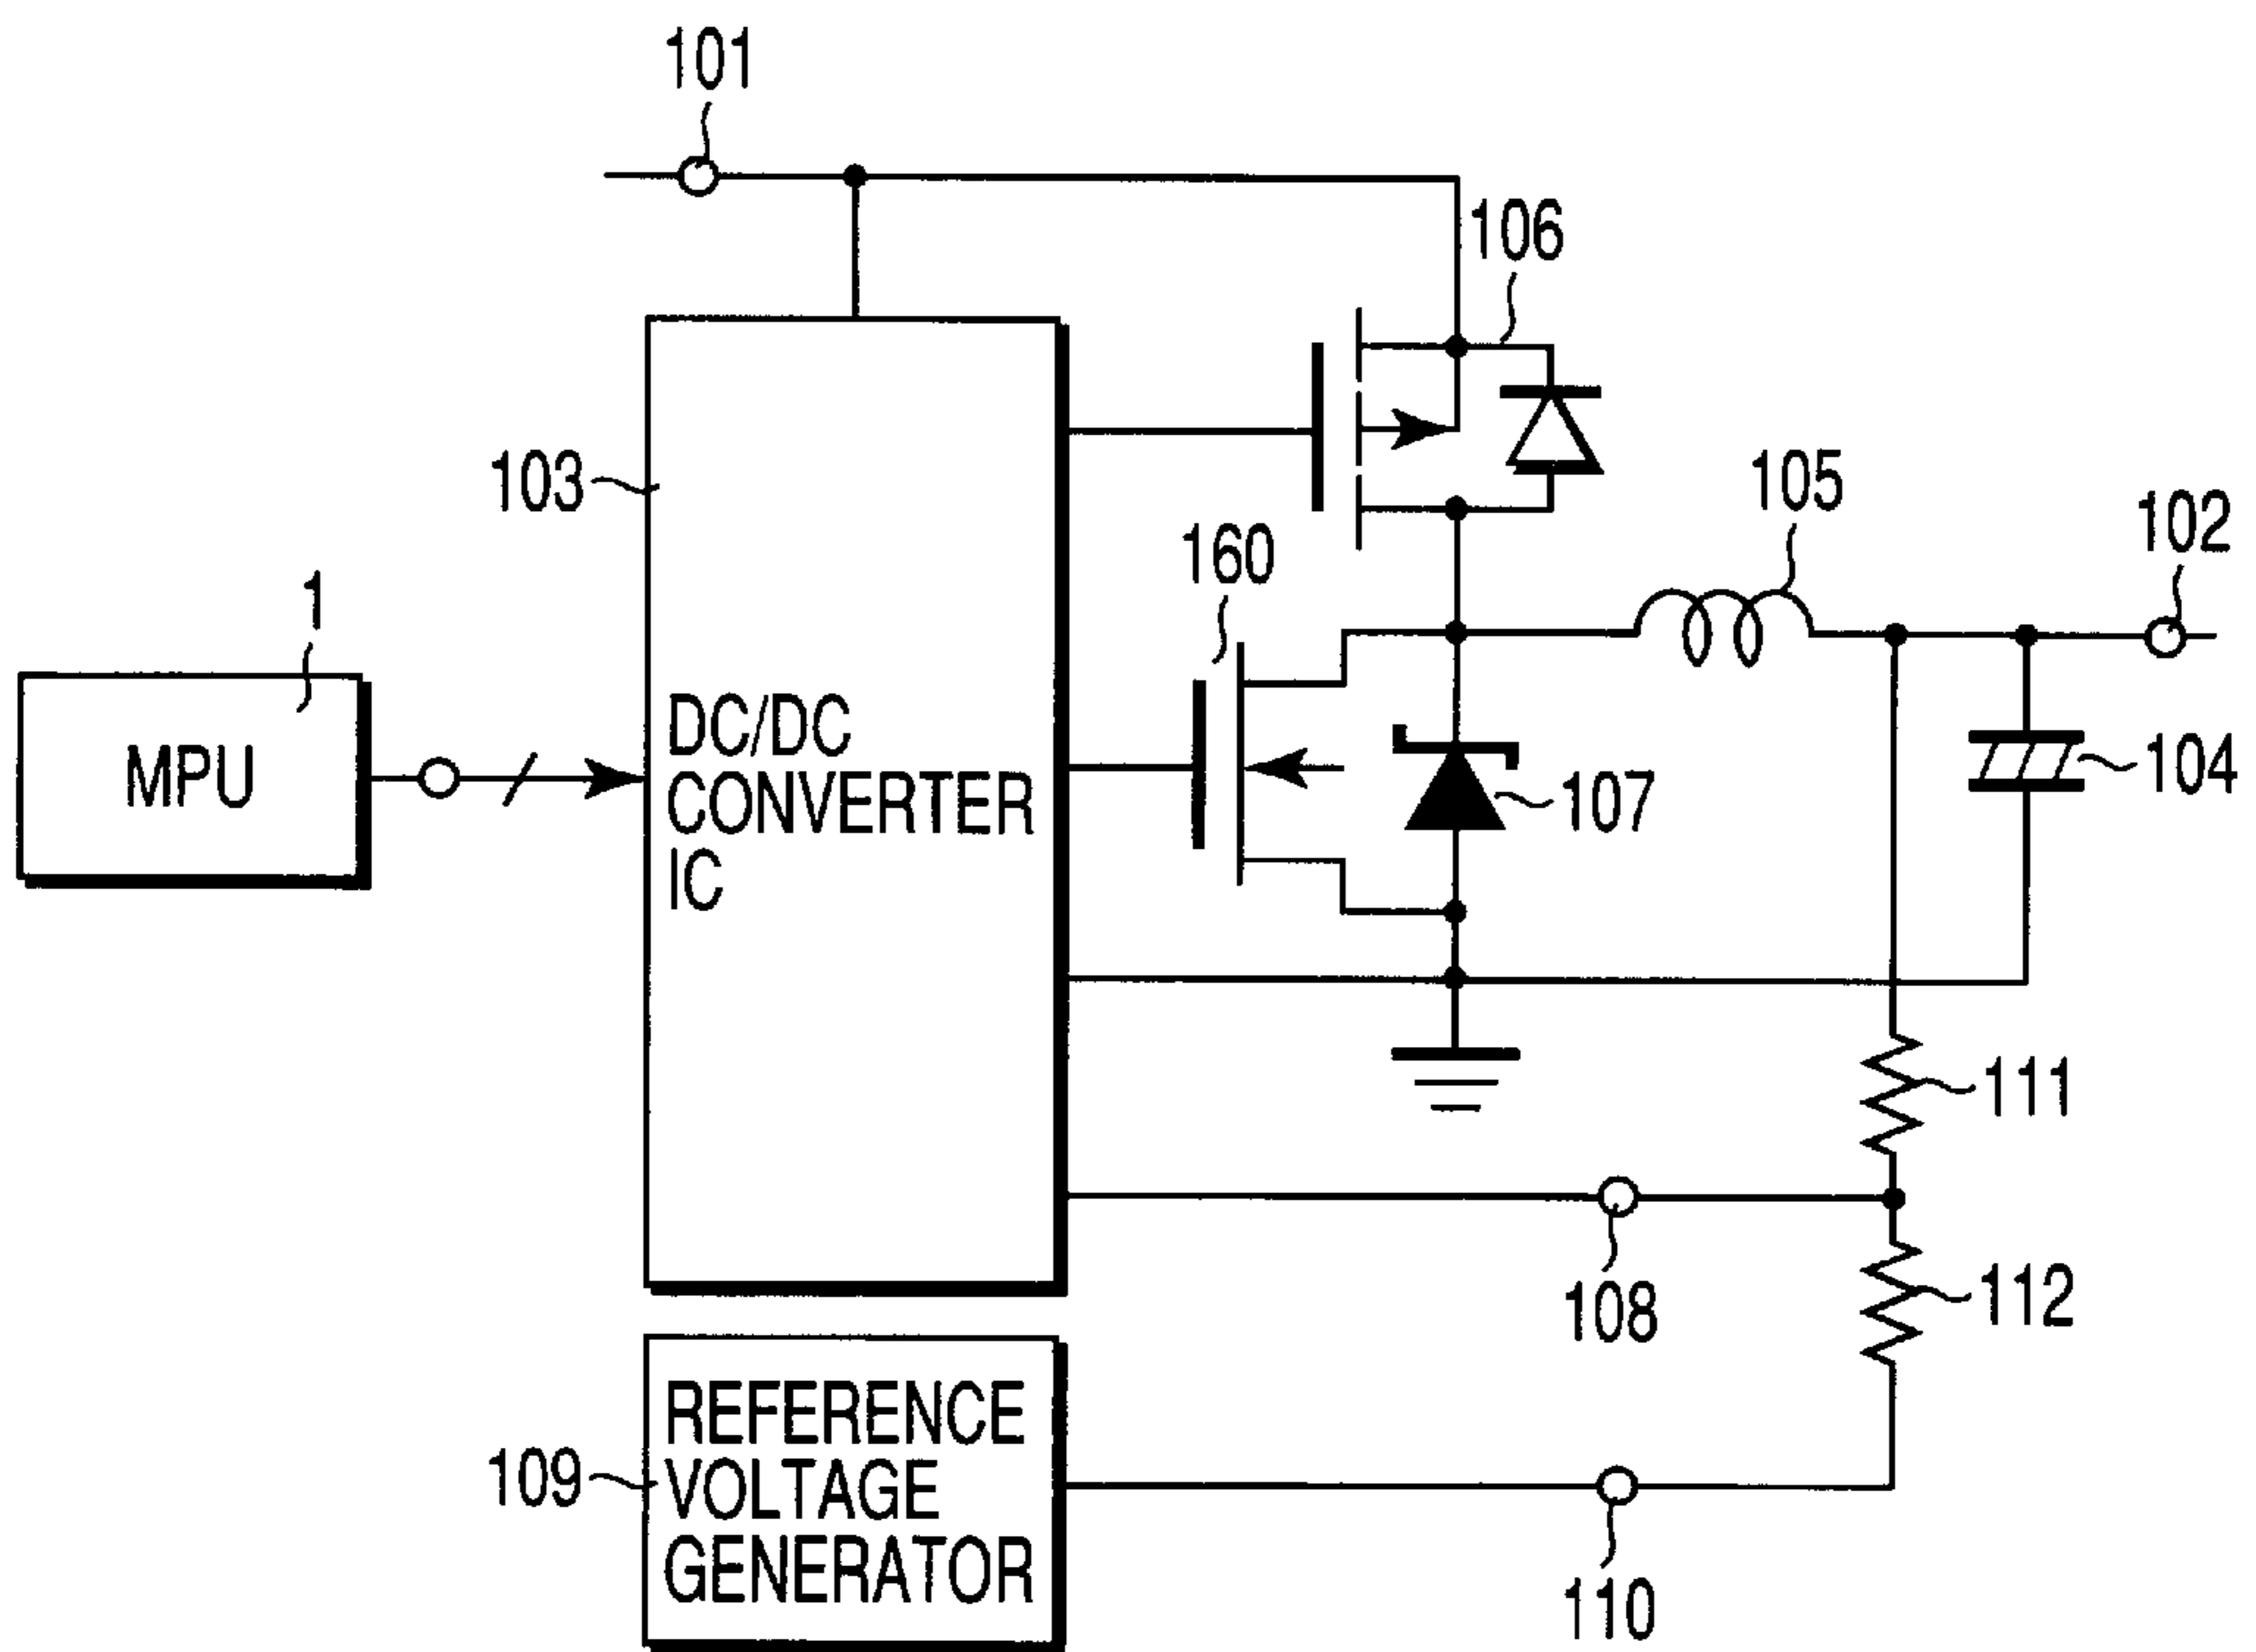 101
106
103
105
102
160
1
MPU
DC/DC
CONVERTER
IC
107
104
111
108
112
REFERENCE
VOLTAGE
GENERATOR
109
110